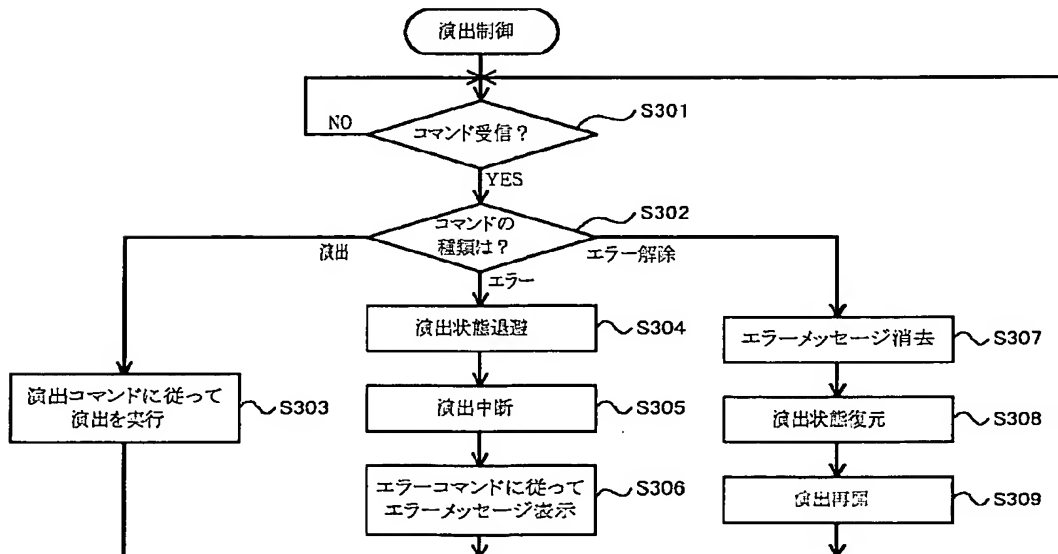 演出制御
コマンド受信？
S301
NO
YES
コマンドの
種類は？
S302
演出
エラー
エラー解除
演出状態退避
S304
エラーメッセージ消去
S307
演出コマンドに従って
演出を実行
S303
演出中断
S305
演出状態復元
S308
エラーコマンドに従って
エラーメッセージ表示
S306
演出再開
S309